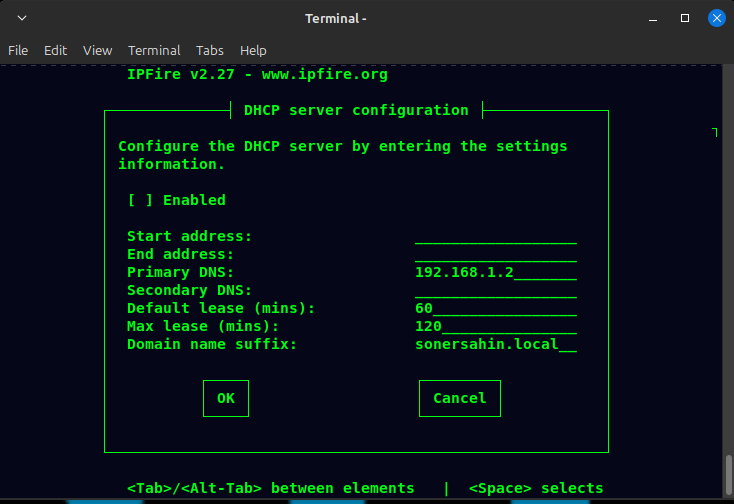 Terminal -
File Edit View Terminal Tabs Help
IPFire v2.27 - www.ipfire.org
DHCP server configuration
Configure the DHCP server by entering the settings
information.
[ ] Enabled
Start address: __________________
End address: __________________
Primary DNS: 192.168.1.2_______
Secondary DNS: __________________
Default lease (mins): 60________________
Max lease (mins): 120_______________
Domain name suffix: sonersahin.local__
OK Cancel
<Tab>/<Alt-Tab> between elements | <Space> selects